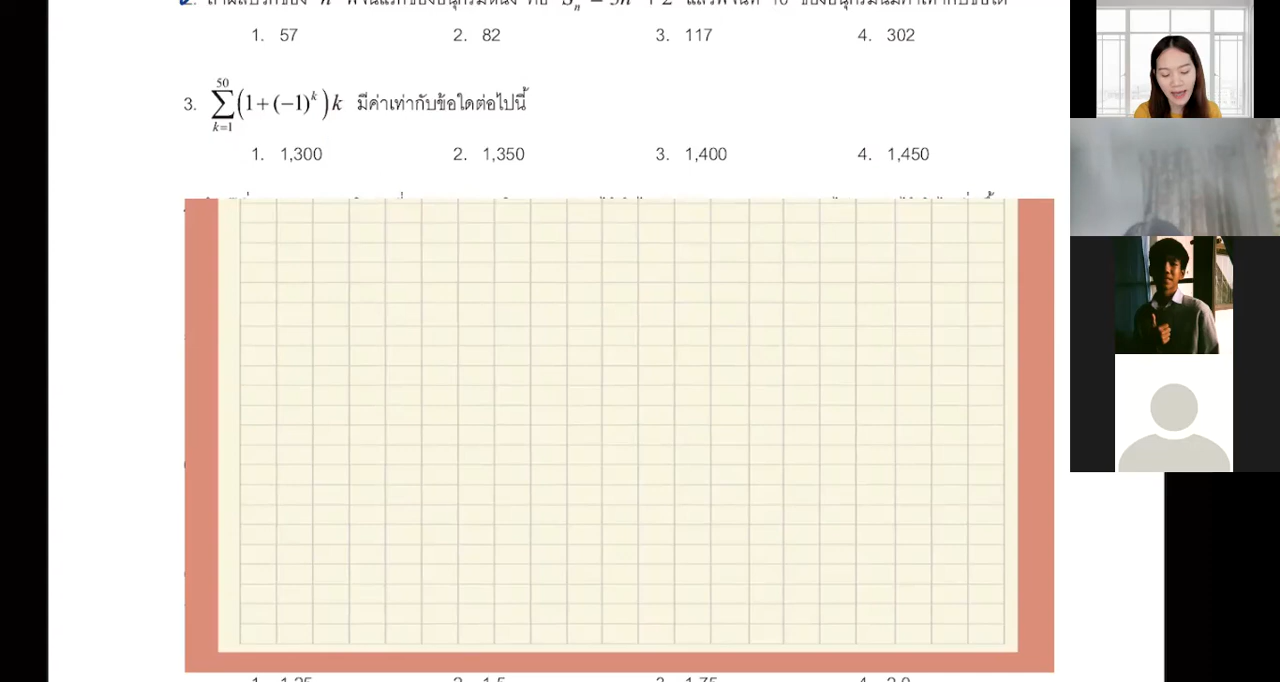 1. 57 2. 82 3. 117 4. 302
3. \sum_{k=1}^{50}(1+(-1)^k)k มีค่าเท่ากับข้อใดต่อไปนี้
1. 1,300 2. 1,350 3. 1,400 4. 1,450